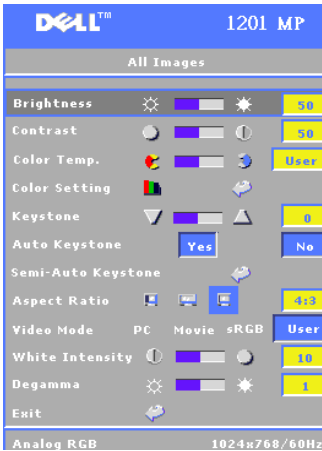 DELL™ 1201 MP
All Images
Brightness 50
Contrast 50
Color Temp. User
Color Setting
Keystone 0
Auto Keystone Yes No
Semi-Auto Keystone
Aspect Ratio 4:3
Video Mode PC Movie sRGB User
White Intensity 10
Degamma 1
Exit
Analog RGB 1024x768/60Hz